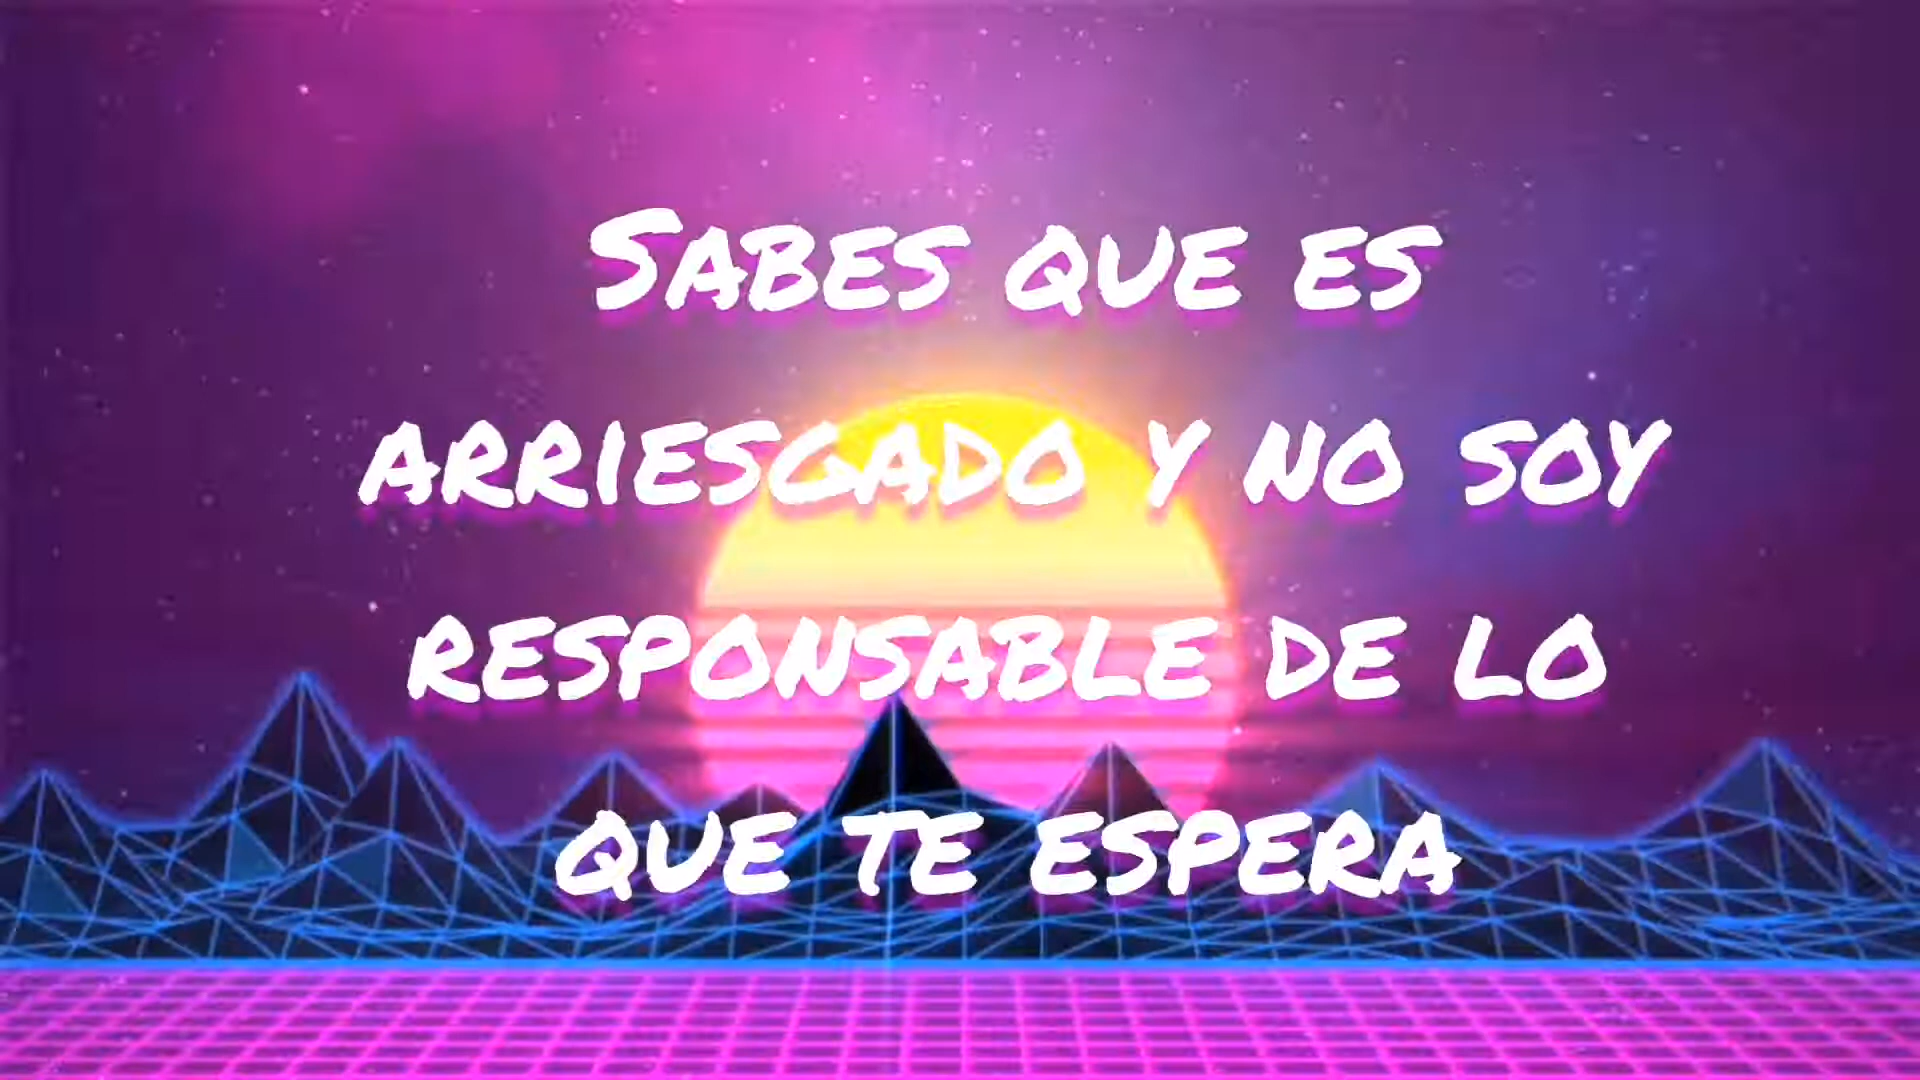 Sabes que es
arriesgado y no soy
responsable de lo
que te espera